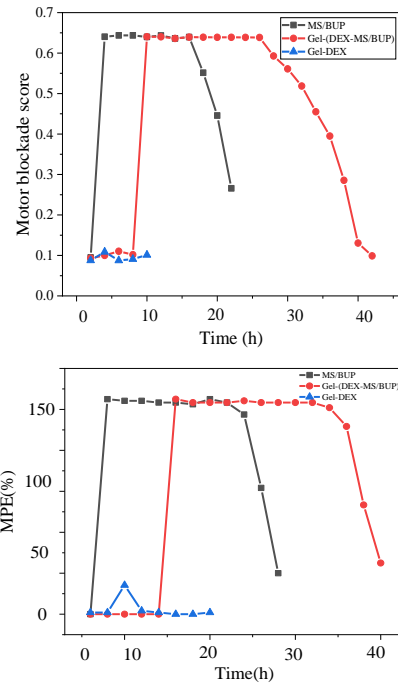 0.7
MS/BUP
Gel-(DEX-MS/BUP)
Gel-DEX
0.6
0.5
0.4
0.3
0.2
0.1
0.0
Motor blockade score
0 10 20 30 40
Time (h)
MS/BUP
Gel-(DEX-MS/BUP)
Gel-DEX
150
100
50
0
MPE(%)
0 10 20 30 40
Time(h)